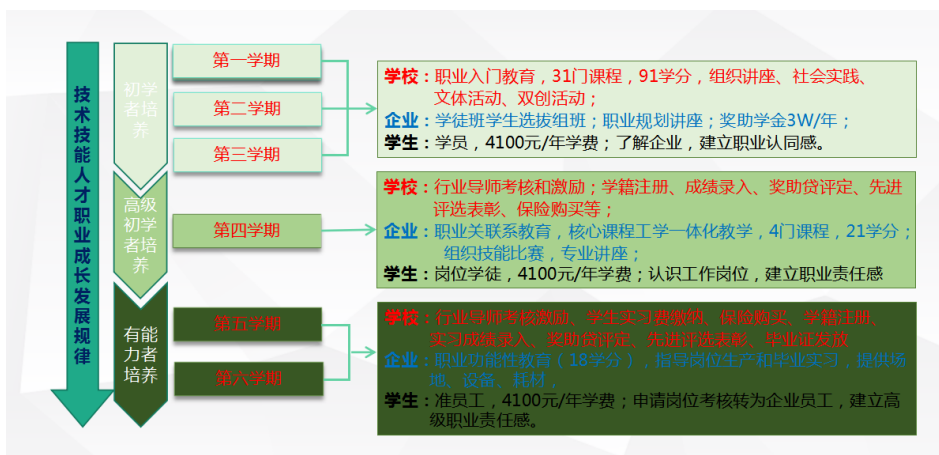 技术技能人才职业成长发展规律
初学
者培
养
第一学期
第二学期
第三学期
学校：职业入门教育，31门课程，91学分，组织讲座、社会实践、
文体活动、双创活动；
企业：学徒班学生选拔组班；职业规划讲座；奖助学金3W/年；
学生：学员，4100元/年学费；了解企业，建立职业认同感。
高级
初学
者培
养
第四学期
学校：行业导师考核和激励；学籍注册、成绩录入、奖助贷评定、先进
评选表彰、保险购买等；
企业：职业关联系教育，核心课程工学一体化教学，4门课程，21学分；
组织技能比赛，专业讲座；
学生：岗位学徒，4100元/年学费；认识工作岗位，建立职业责任感
有能
力者
培养
第五学期
第六学期
学校：行业导师考核激励、学生实习费缴纳、保险购买、学籍注册、
实习成绩录入、奖助贷评定、先进评选表彰、毕业证发放
企业：职业功能性教育（18学分），指导岗位生产和毕业实习；提供场
地、设备、耗材，
学生：准员工，4100元/年学费；申请岗位考核转为企业员工，建立高
级职业责任感。